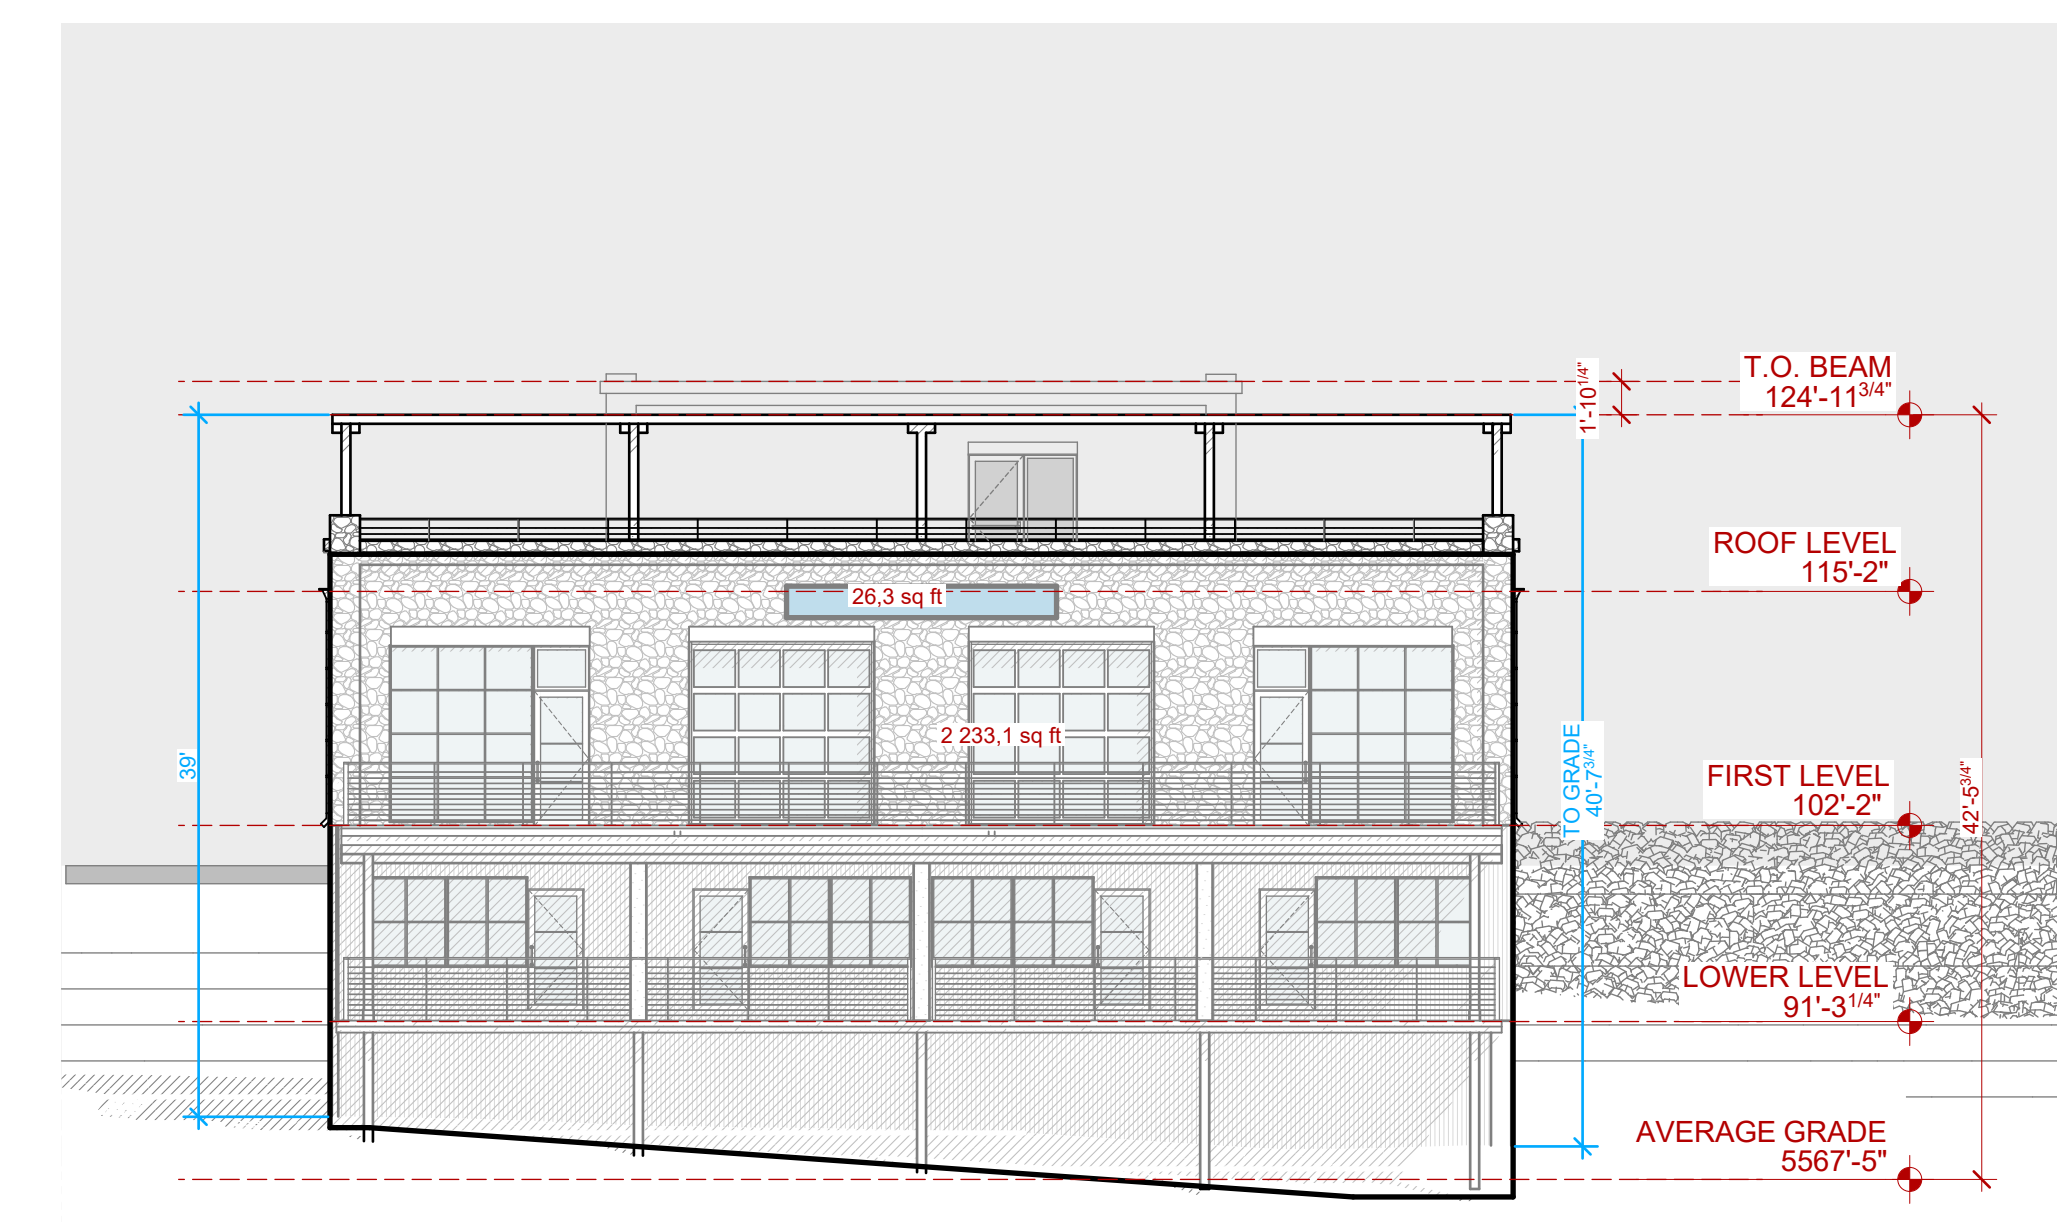 T.O. BEAM
124'-11 3/4"
1'-10 1/4"
ROOF LEVEL
115'-2"
26,3 sq ft
2 233,1 sq ft
39'
TO GRADE
40'-7 3/4"
FIRST LEVEL
102'-2"
42'-5 3/4"
LOWER LEVEL
91'-3 1/4"
AVERAGE GRADE
5567'-5"